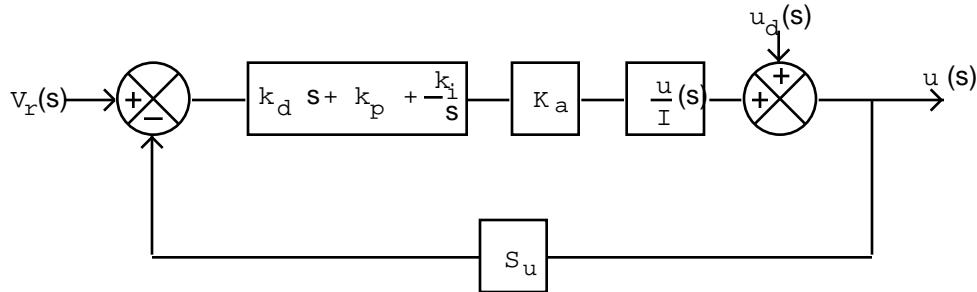 u_d(s)
V_r(s)
+
−
k_d s + k_p + k_i/s
K_a
u/I (s)
+
+
u (s)
S_u